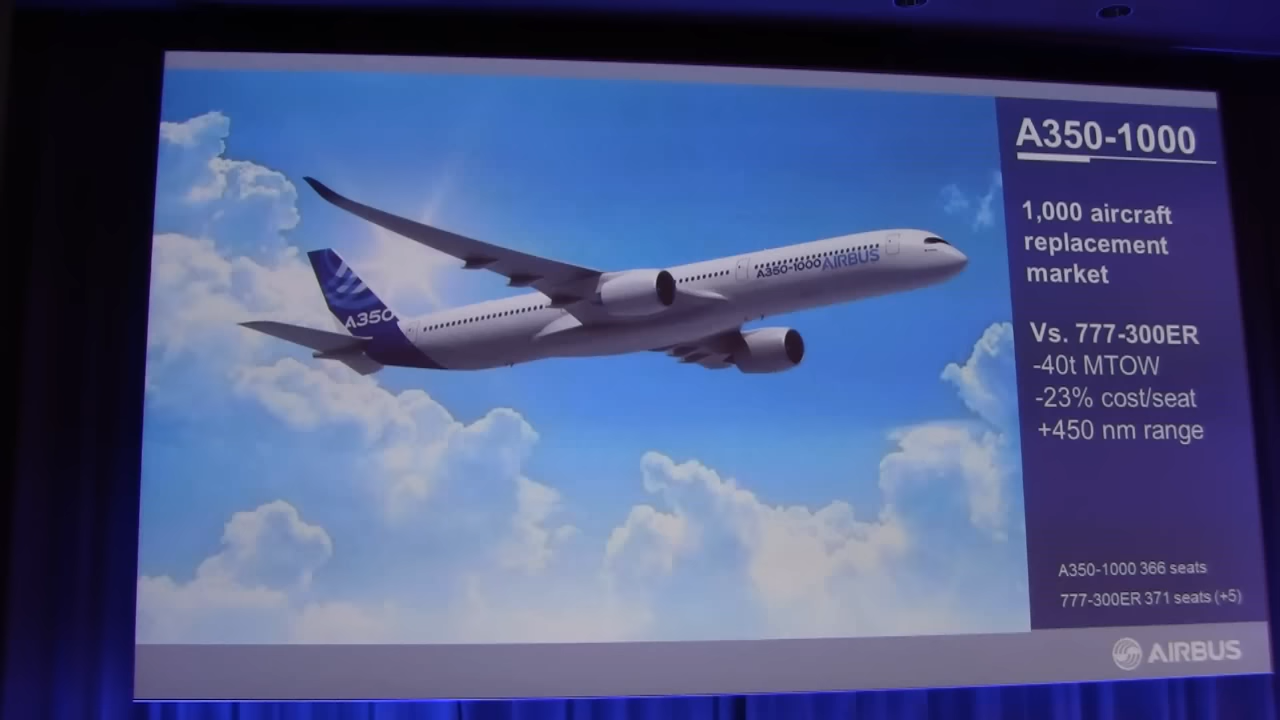 A350-1000
1,000 aircraft
replacement
market
Vs. 777-300ER
-40t MTOW
-23% cost/seat
+450 nm range
A350-1000 366 seats
777-300ER 371 seats (+5)
AIRBUS
A350-1000 AIRBUS
A350